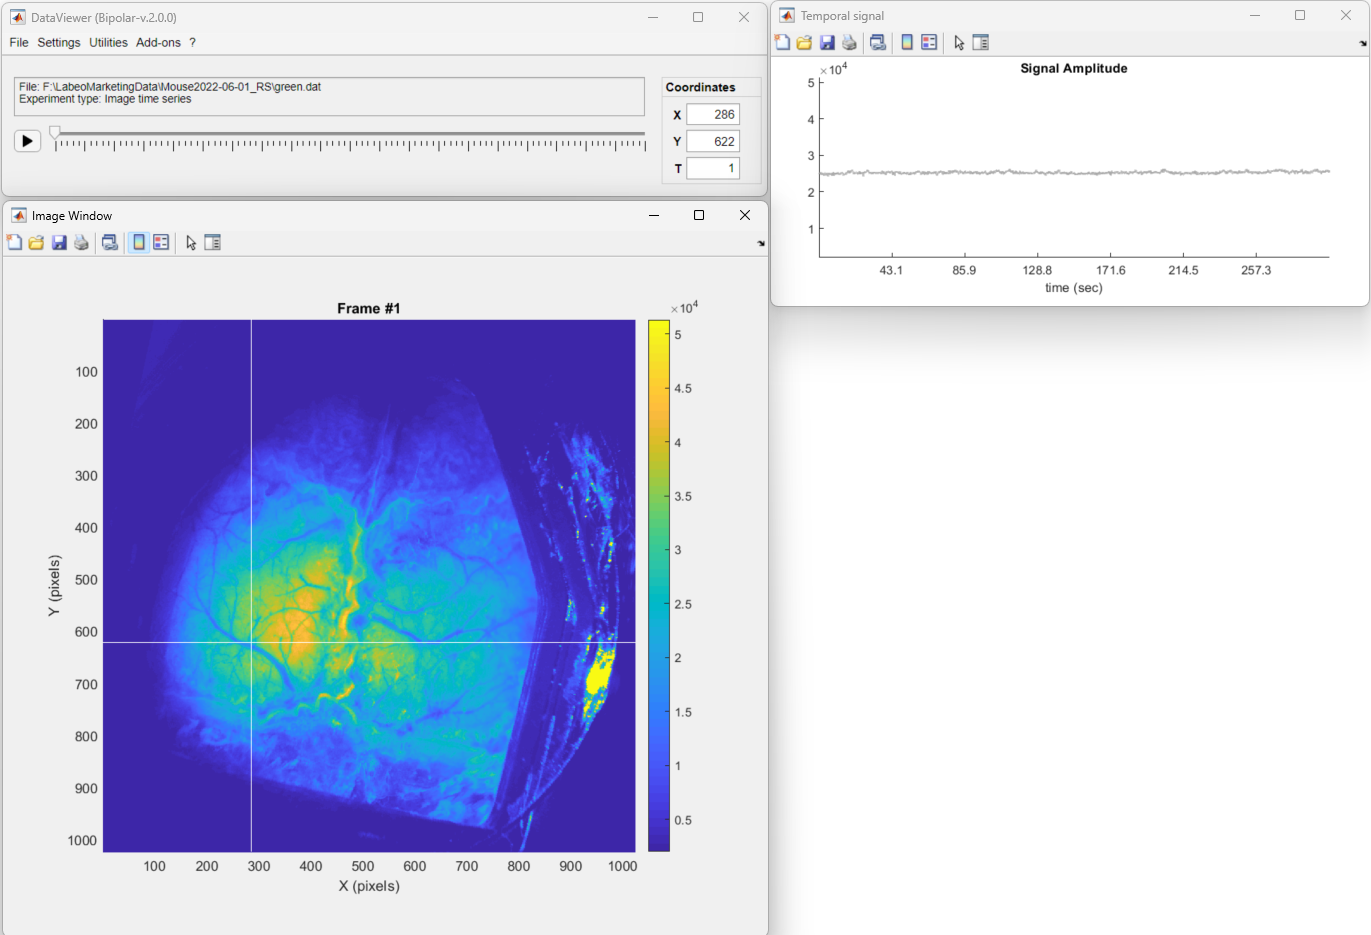 DataViewer (Bipolar-v.2.0.0)
File Settings Utilities Add-ons ?
File: F:\LabeoMarketingData\Mouse2022-06-01_RS\green.dat
Experiment type: Image time series
Coordinates
X 286
Y 622
T 1
Image Window
Frame #1
×10^4
5
4.5
4
3.5
3
2.5
2
1.5
1
0.5
100
200
300
400
500
600
700
800
900
1000
Y (pixels)
100 200 300 400 500 600 700 800 900 1000
X (pixels)
Temporal signal
Signal Amplitude
×10^4
5
4
3
2
1
43.1 85.9 128.8 171.6 214.5 257.3
time (sec)